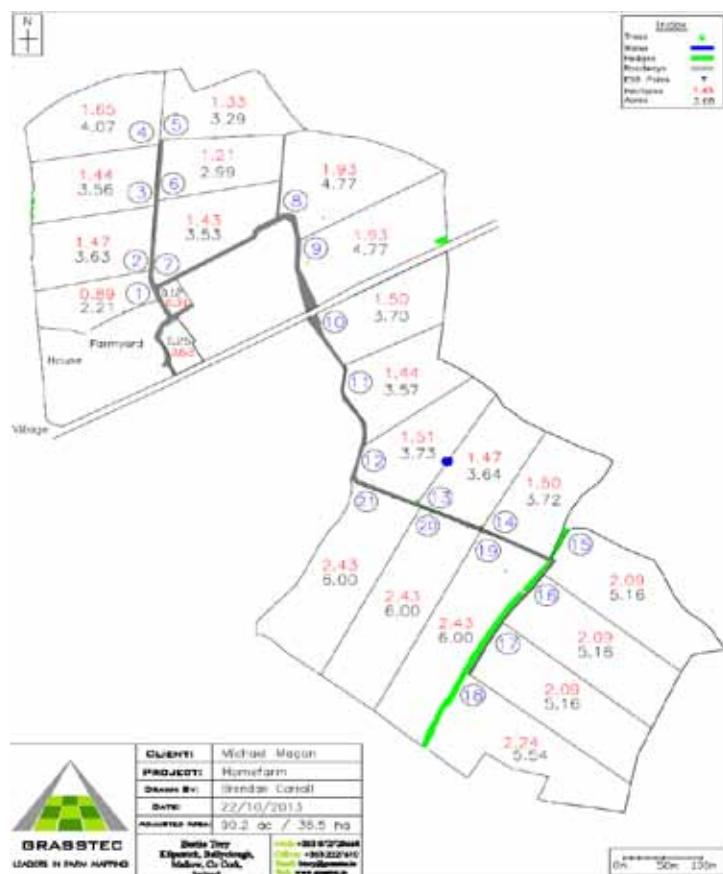 N
Index
Trees
Water
Hedges
Roadways
ESB Poles
Hectares 1.49
Acres 3.68
1.65
4.07
4
5
1.33
3.29
1.44
3.56
3
6
1.21
2.99
1.93
4.77
8
1.43
3.53
1.47
3.63
2
7
9
1.93
4.77
0.89
2.21
1
1.50
3.70
10
Farmyard
House
11
1.44
3.57
Village
1.51
3.73
12
1.47
3.64
1.50
3.72
21
13
20
14
19
15
2.43
6.00
2.43
6.00
2.43
6.00
16
2.09
5.16
17
2.09
5.16
18
2.09
5.16
2.24
5.54
CLIENT: Michael Magan
PROJECT: Homefarm
DRAWN BY: Brendan Carroll
DATE: 22/10/2013
ADJUSTED AREA: 90.2 ac / 36.5 ha
GRASSTEC
LEADERS IN FARM MAPPING
Mallow, Co Cork,
Ireland
0m 50m 100m